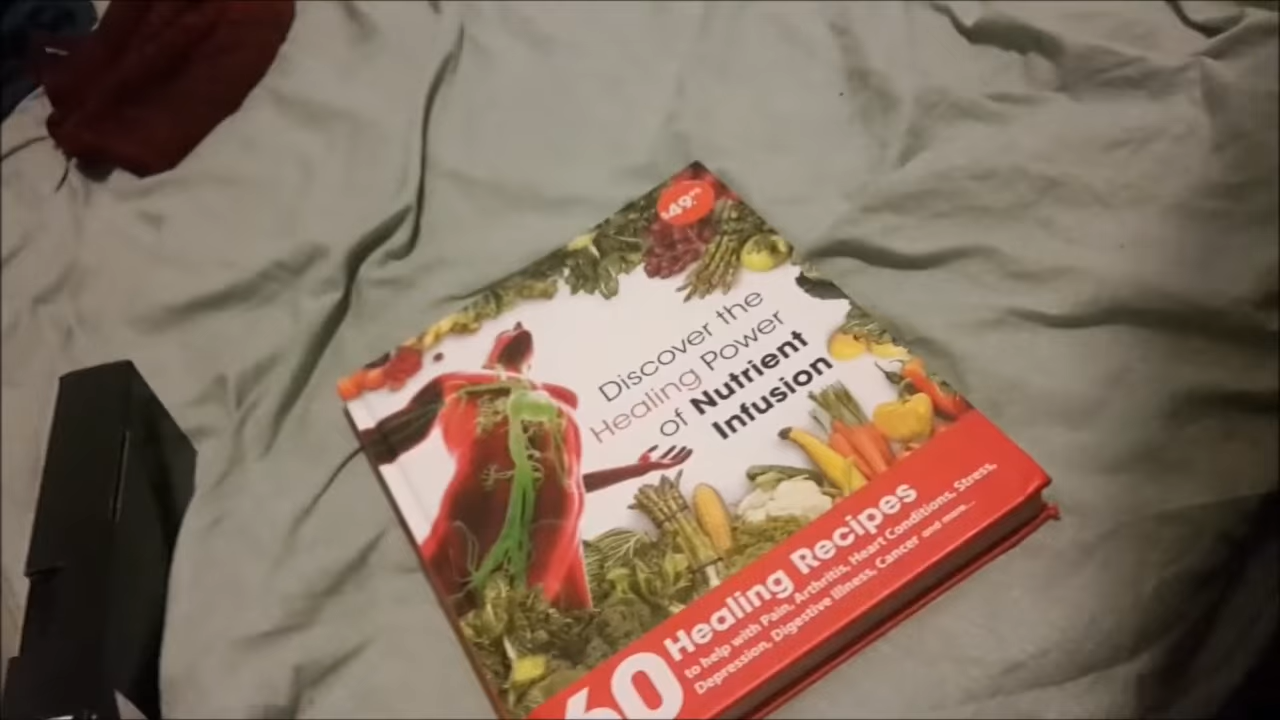 $49.95
Discover the
Healing Power
of Nutrient
Infusion
60 Healing Recipes
to help with Pain, Arthritis, Heart Conditions, Stress,
Depression, Digestive Illness, Cancer and more...